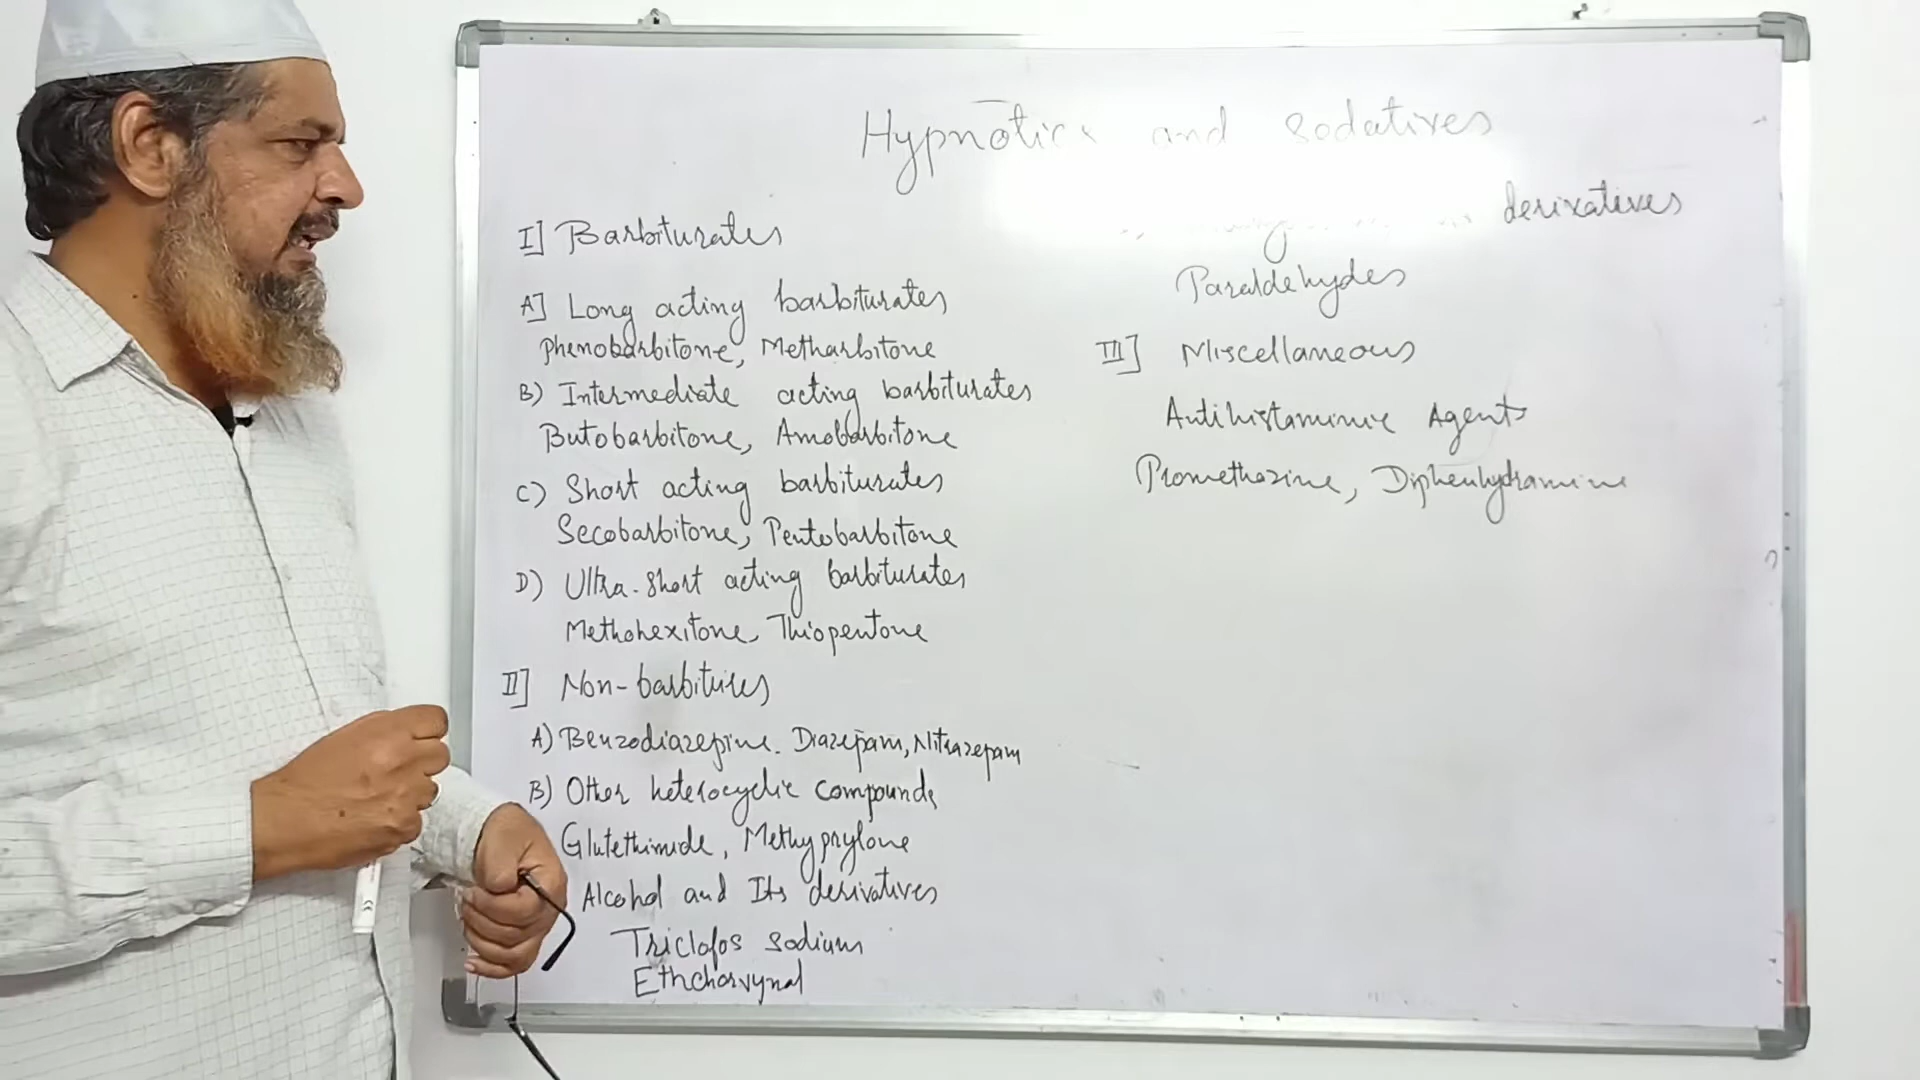 Hypnotics and sodatives
I] Barbiturates
A] Long acting barbiturates
Phenobarbitone, Metharbitone
B) Intermediate acting barbiturates
Butobarbitone, Amobarbitone
C) Short acting barbiturates
Secobarbitone, Pentobarbitone
D) Ultra-short acting barbiturates
Methohexitone, Thiopentone
II] Non-barbitures
A) Benzodiazepine. Diazepam, Nitrazepam
B) Other heterocyclic compounds
Glutethimide, Methyprylone
Alcohol and Its derivatives
Triclofos sodium
Ethchorvynal
derivatives
Paraldehydes
III] Miscellaneous
Antihistaminic Agents
Promethazine, Diphenhydramine